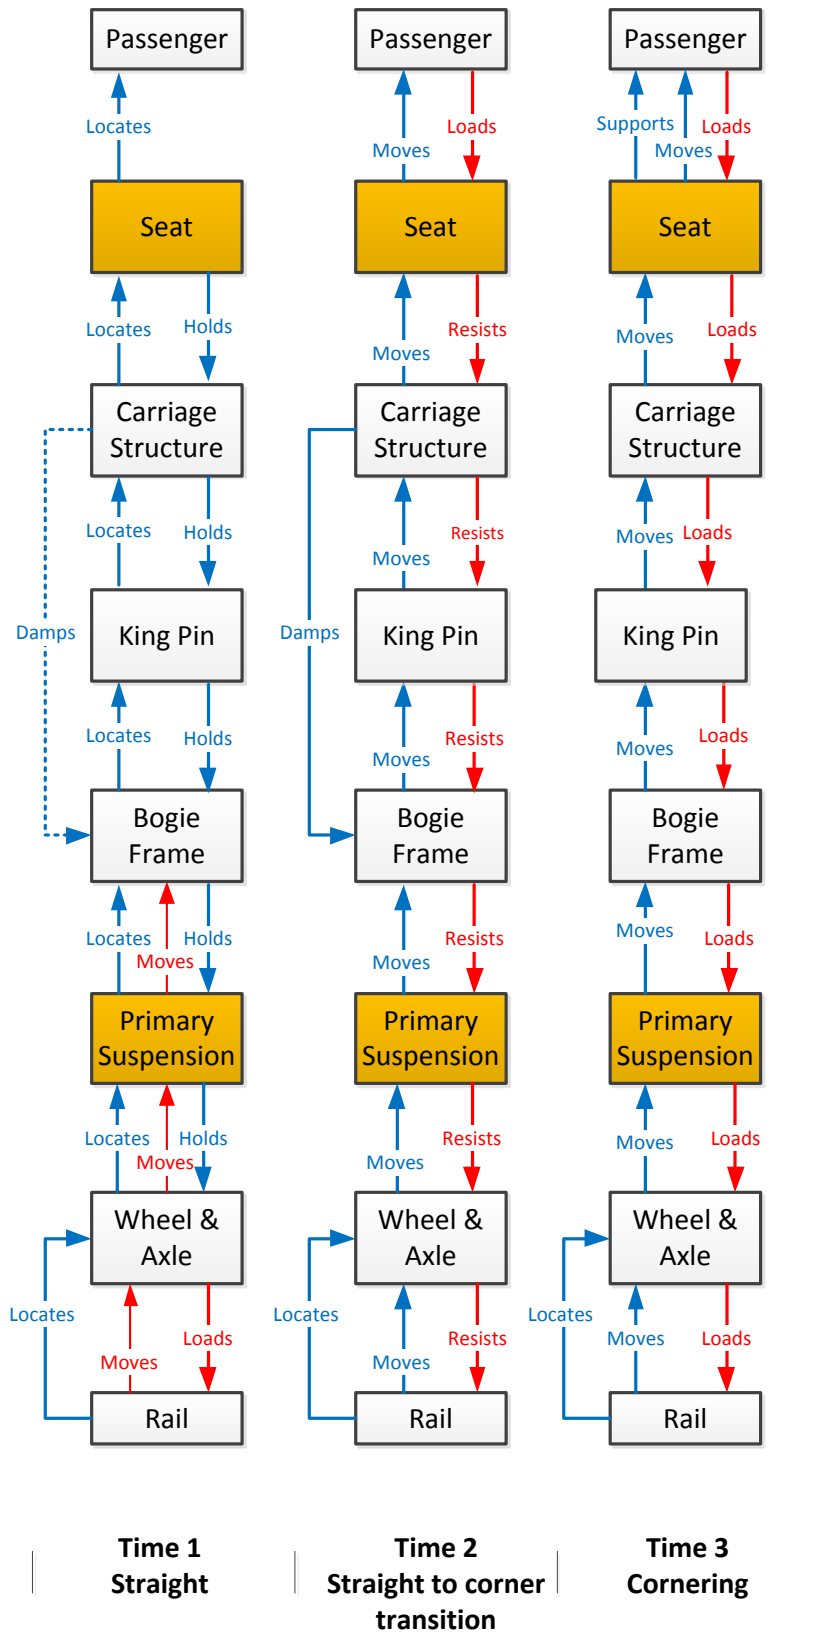 Passenger
Locates
Seat
Locates
Holds
Carriage
Structure
Locates
Holds
Damps
King Pin
Locates
Holds
Bogie
Frame
Locates
Holds
Moves
Primary
Suspension
Locates
Holds
Moves
Wheel &
Axle
Locates
Loads
Moves
Rail
Time 1
Straight
Passenger
Loads
Moves
Seat
Resists
Moves
Carriage
Structure
Resists
Moves
Damps
King Pin
Resists
Moves
Bogie
Frame
Resists
Moves
Primary
Suspension
Resists
Moves
Wheel &
Axle
Locates
Resists
Moves
Rail
Time 2
Straight to corner
transition
Passenger
Supports
Loads
Moves
Seat
Loads
Moves
Carriage
Structure
Moves
Loads
King Pin
Loads
Moves
Bogie
Frame
Moves
Loads
Primary
Suspension
Loads
Moves
Wheel &
Axle
Locates
Moves
Loads
Rail
Time 3
Cornering